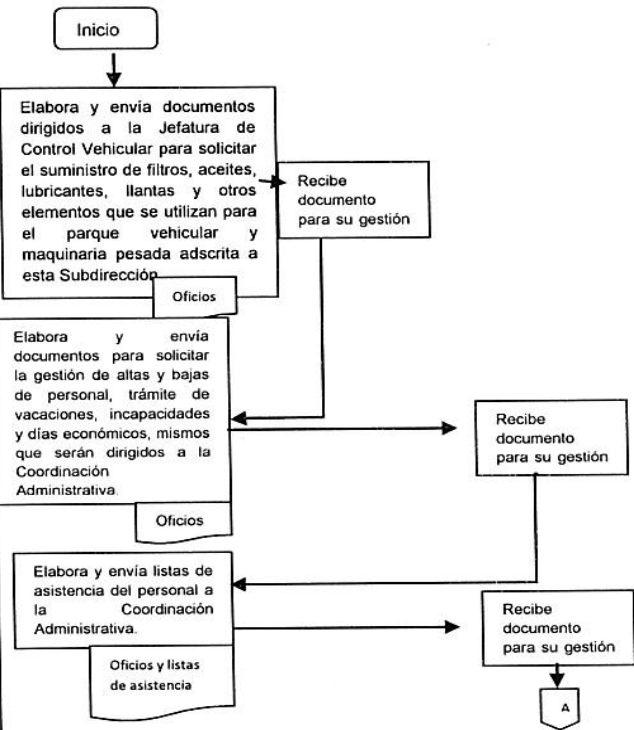 Inicio
Elabora y envía documentos
dirigidos a la Jefatura de
Control Vehicular para solicitar
el suministro de filtros, aceites,
lubricantes, llantas y otros
elementos que se utilizan para
el parque vehicular y
maquinaria pesada adscrita a
esta Subdirección
Recibe
documento
para su gestión
Oficios
Elabora y envía
documentos para solicitar
la gestión de altas y bajas
de personal, trámite de
vacaciones, incapacidades
y días económicos, mismos
que serán dirigidos a la
Coordinación
Administrativa.
Recibe
documento
para su gestión
Oficios
Elabora y envía listas de
asistencia del personal a
la Coordinación
Administrativa.
Recibe
documento
para su gestión
Oficios y listas
de asistencia
A